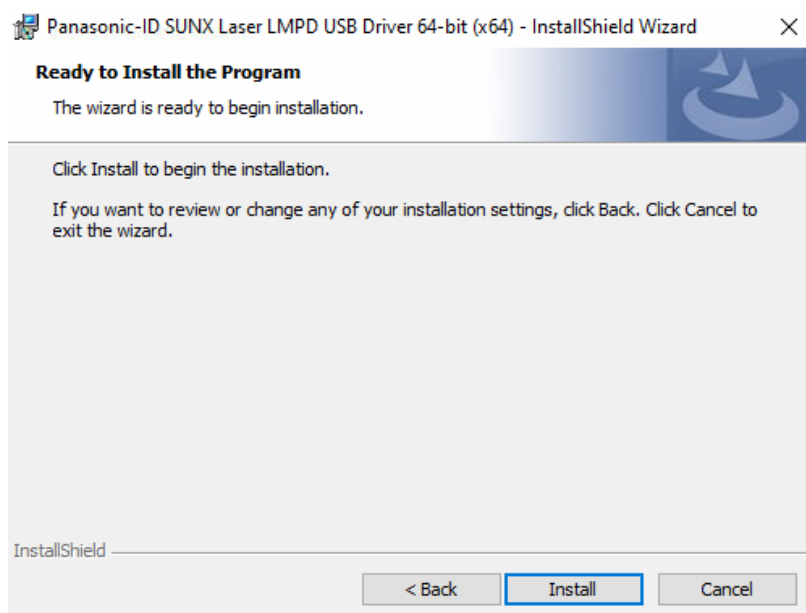 Panasonic-ID SUNX Laser LMPD USB Driver 64-bit (x64) - InstallShield Wizard
Ready to Install the Program
The wizard is ready to begin installation.
Click Install to begin the installation.
If you want to review or change any of your installation settings, click Back. Click Cancel to
exit the wizard.
InstallShield
< Back
Install
Cancel